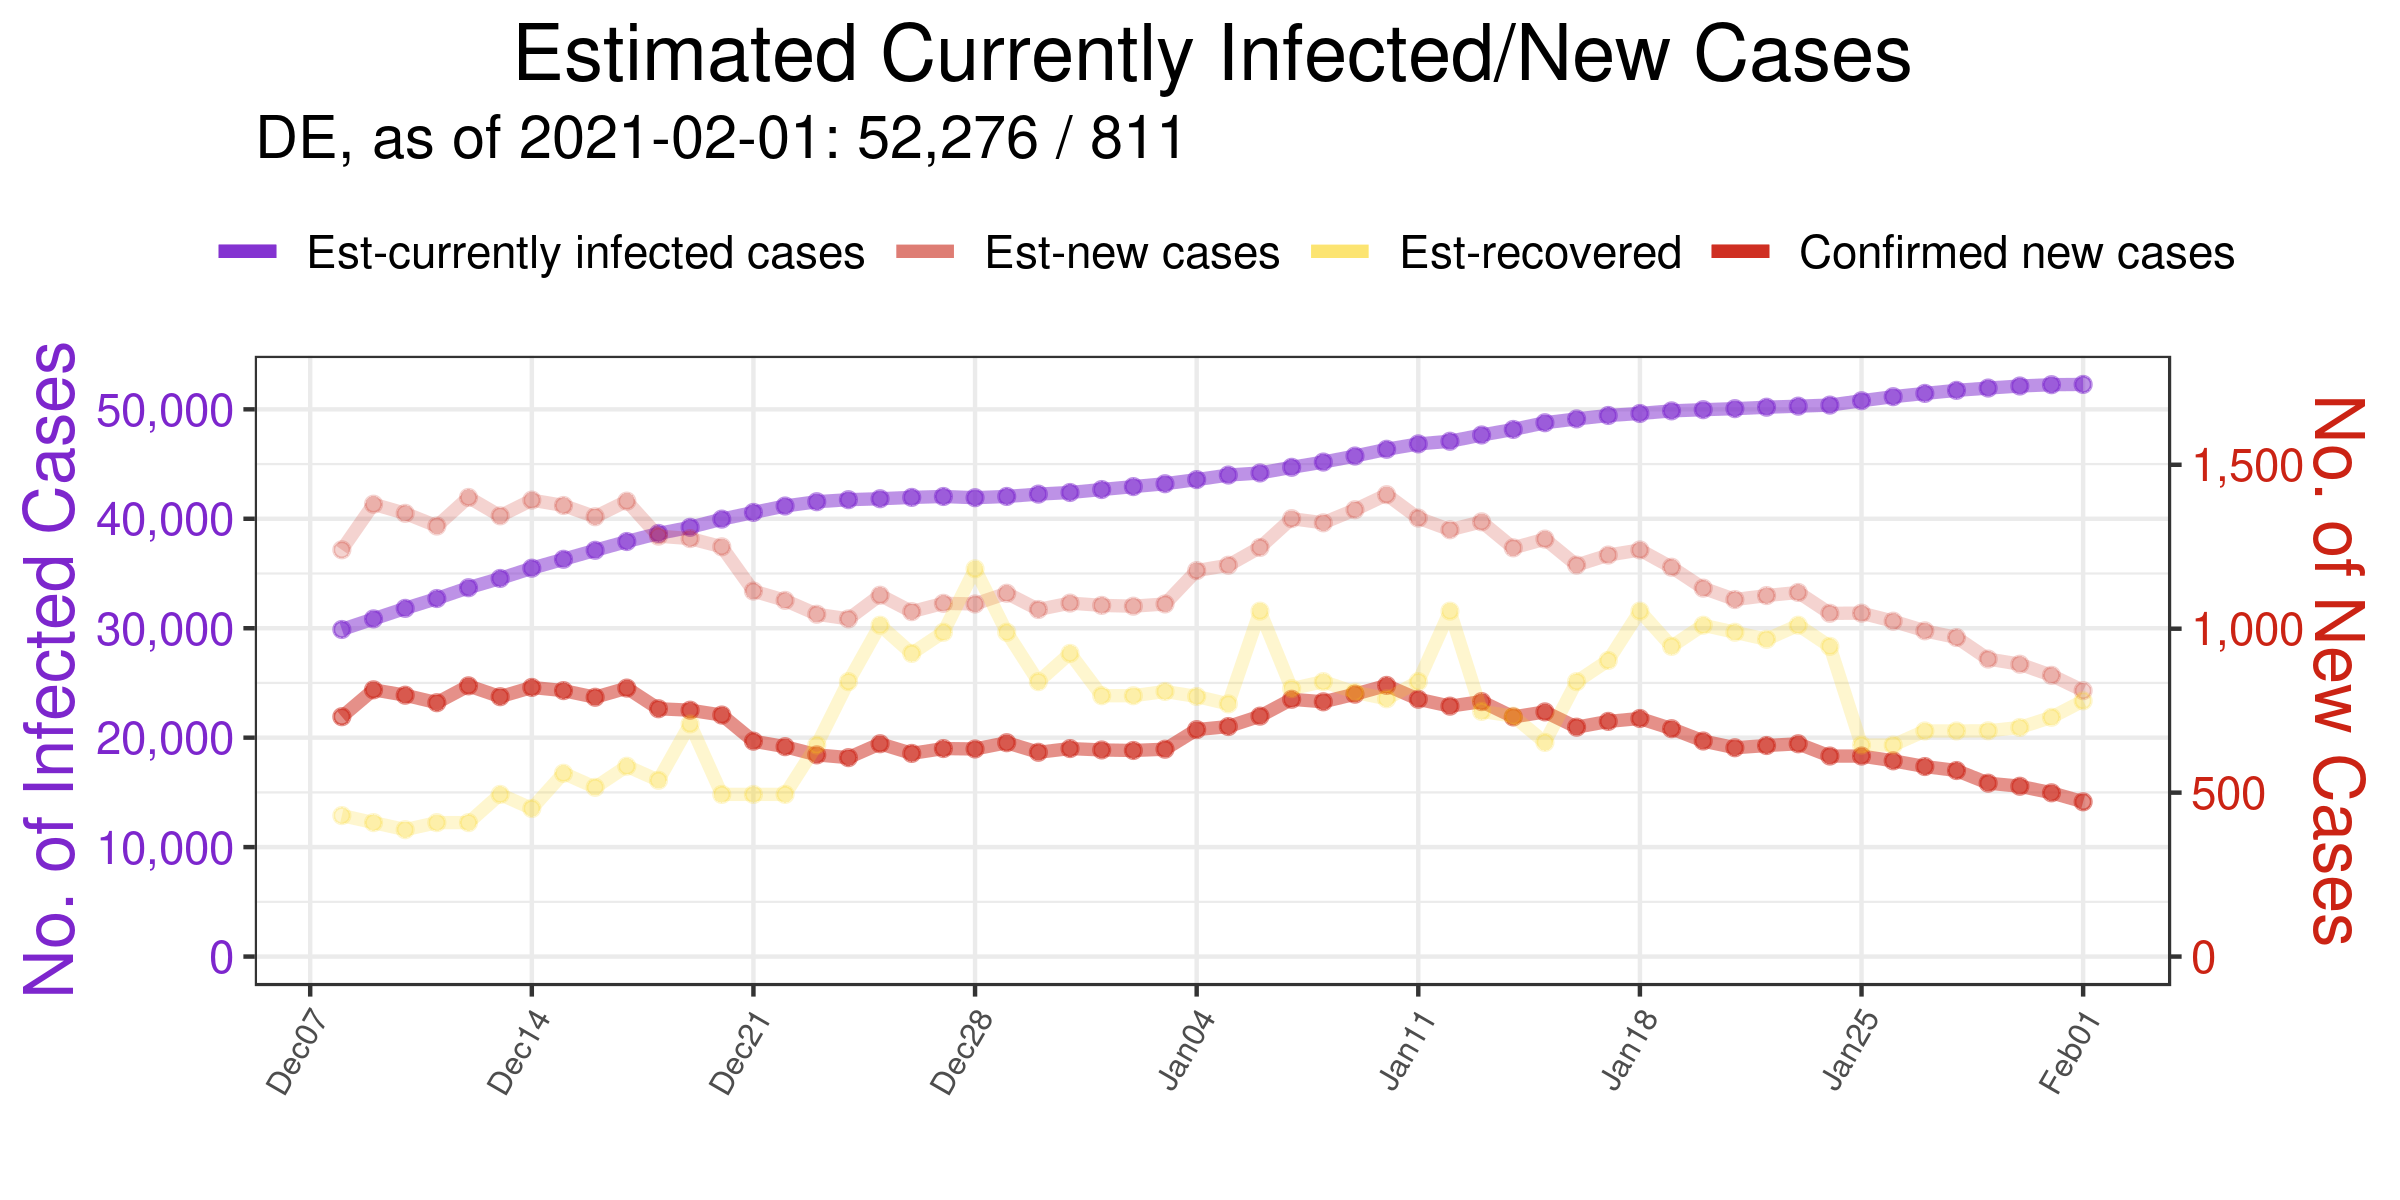 Estimated Currently Infected/New Cases
DE, as of 2021-02-01: 52,276 / 811
Est-currently infected cases Est-new cases Est-recovered Confirmed new cases
No. of Infected Cases
50,000
40,000
30,000
20,000
10,000
0
1,500
1,000
500
0
No. of New Cases
Dec07 Dec14 Dec21 Dec28 Jan04 Jan11 Jan18 Jan25 Feb01